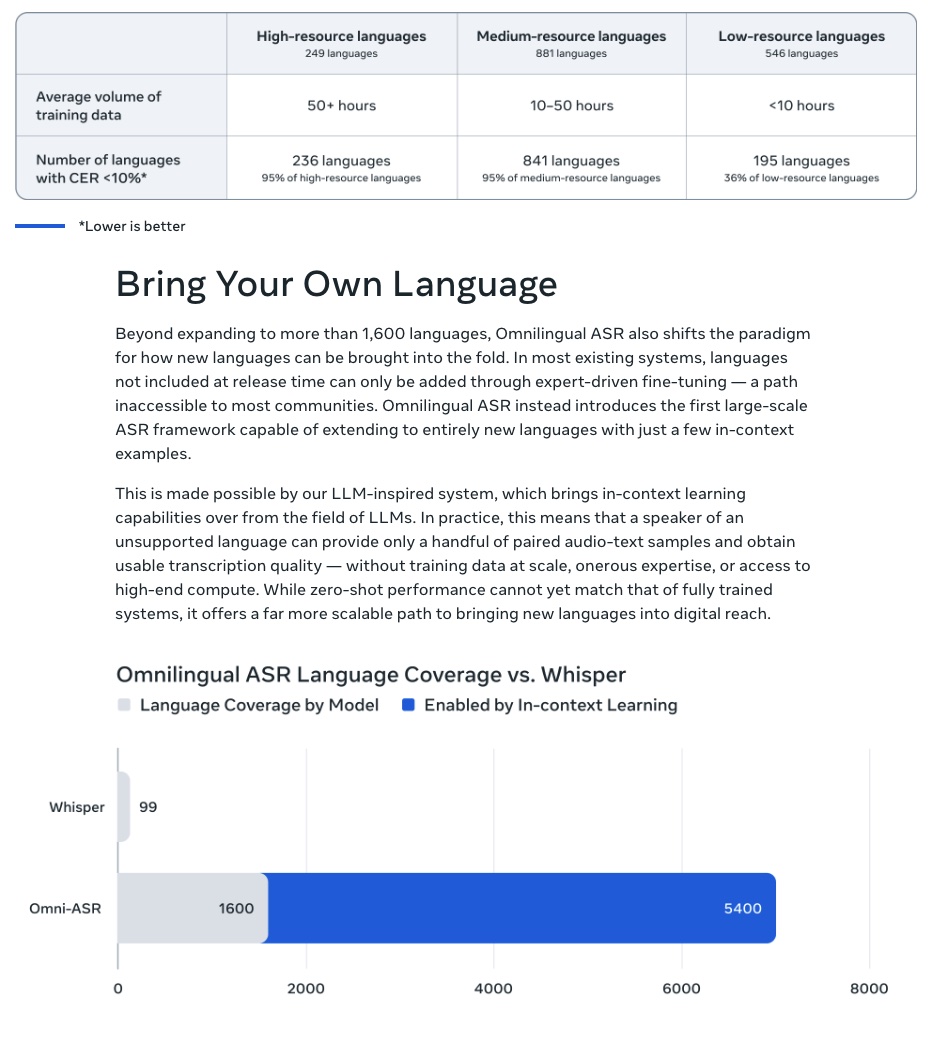 High-resource languages
249 languages
Medium-resource languages
881 languages
Low-resource languages
546 languages
Average volume of
training data
50+ hours
10–50 hours
<10 hours
Number of languages
with CER <10%*
236 languages
95% of high-resource languages
841 languages
95% of medium-resource languages
195 languages
36% of low-resource languages
*Lower is better
Bring Your Own Language
Beyond expanding to more than 1,600 languages, Omnilingual ASR also shifts the paradigm
for how new languages can be brought into the fold. In most existing systems, languages
not included at release time can only be added through expert-driven fine-tuning — a path
inaccessible to most communities. Omnilingual ASR instead introduces the first large-scale
ASR framework capable of extending to entirely new languages with just a few in-context
examples.
This is made possible by our LLM-inspired system, which brings in-context learning
capabilities over from the field of LLMs. In practice, this means that a speaker of an
unsupported language can provide only a handful of paired audio-text samples and obtain
usable transcription quality — without training data at scale, onerous expertise, or access to
high-end compute. While zero-shot performance cannot yet match that of fully trained
systems, it offers a far more scalable path to bringing new languages into digital reach.
Omnilingual ASR Language Coverage vs. Whisper
Language Coverage by Model
Enabled by In-context Learning
Whisper
99
Omni-ASR
1600
5400
0
2000
4000
6000
8000